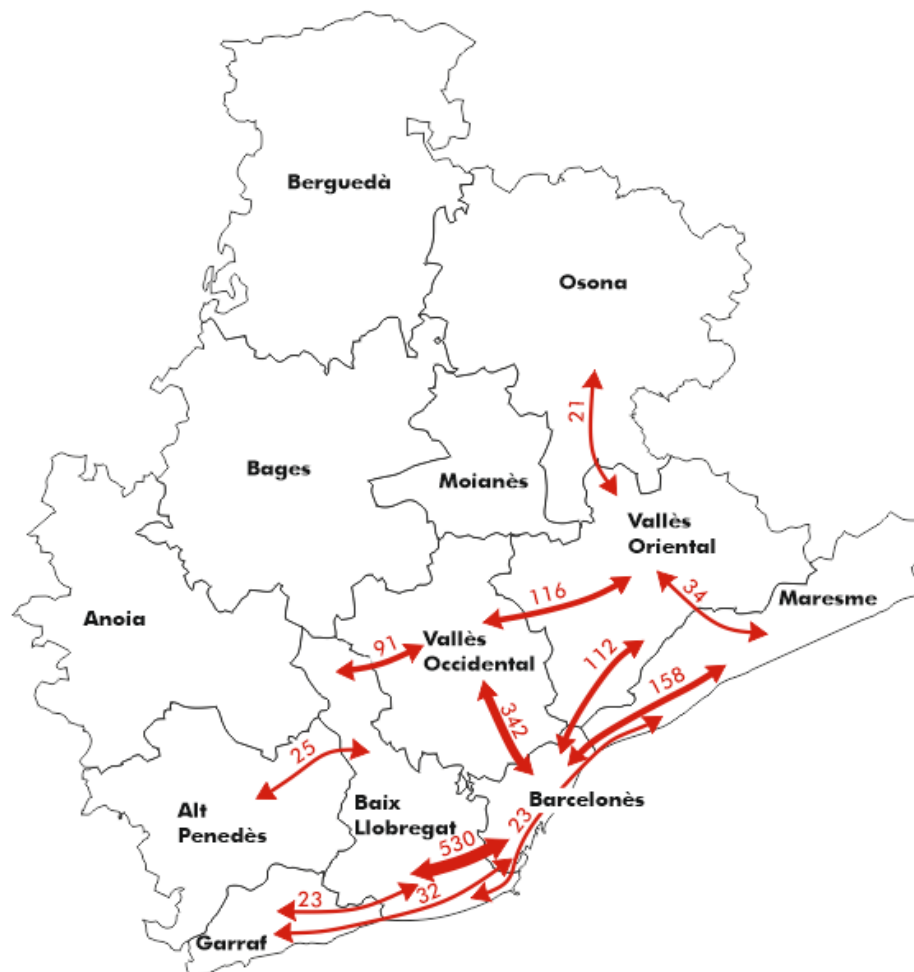 Berguedà
Osona
21
Bages
Moianès
Vallès
Oriental
116
34
Maresme
Anoia
91
Vallès
Occidental
112
158
342
25
Alt
Penedès
Baix
Llobregat
Barcelonès
23
530
23
32
Garraf